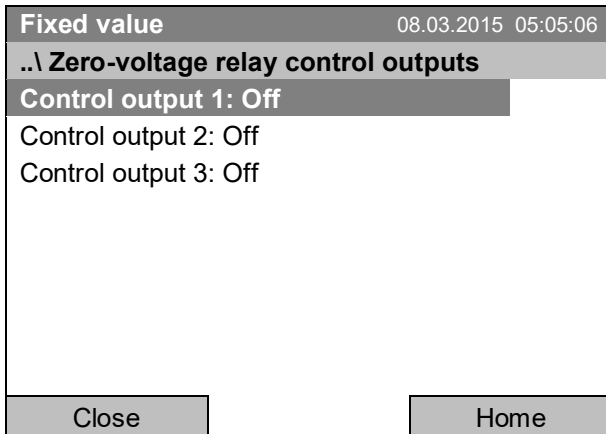 Fixed value 08.03.2015 05:05:06
..\ Zero-voltage relay control outputs
Control output 1: Off
Control output 2: Off
Control output 3: Off
Close Home